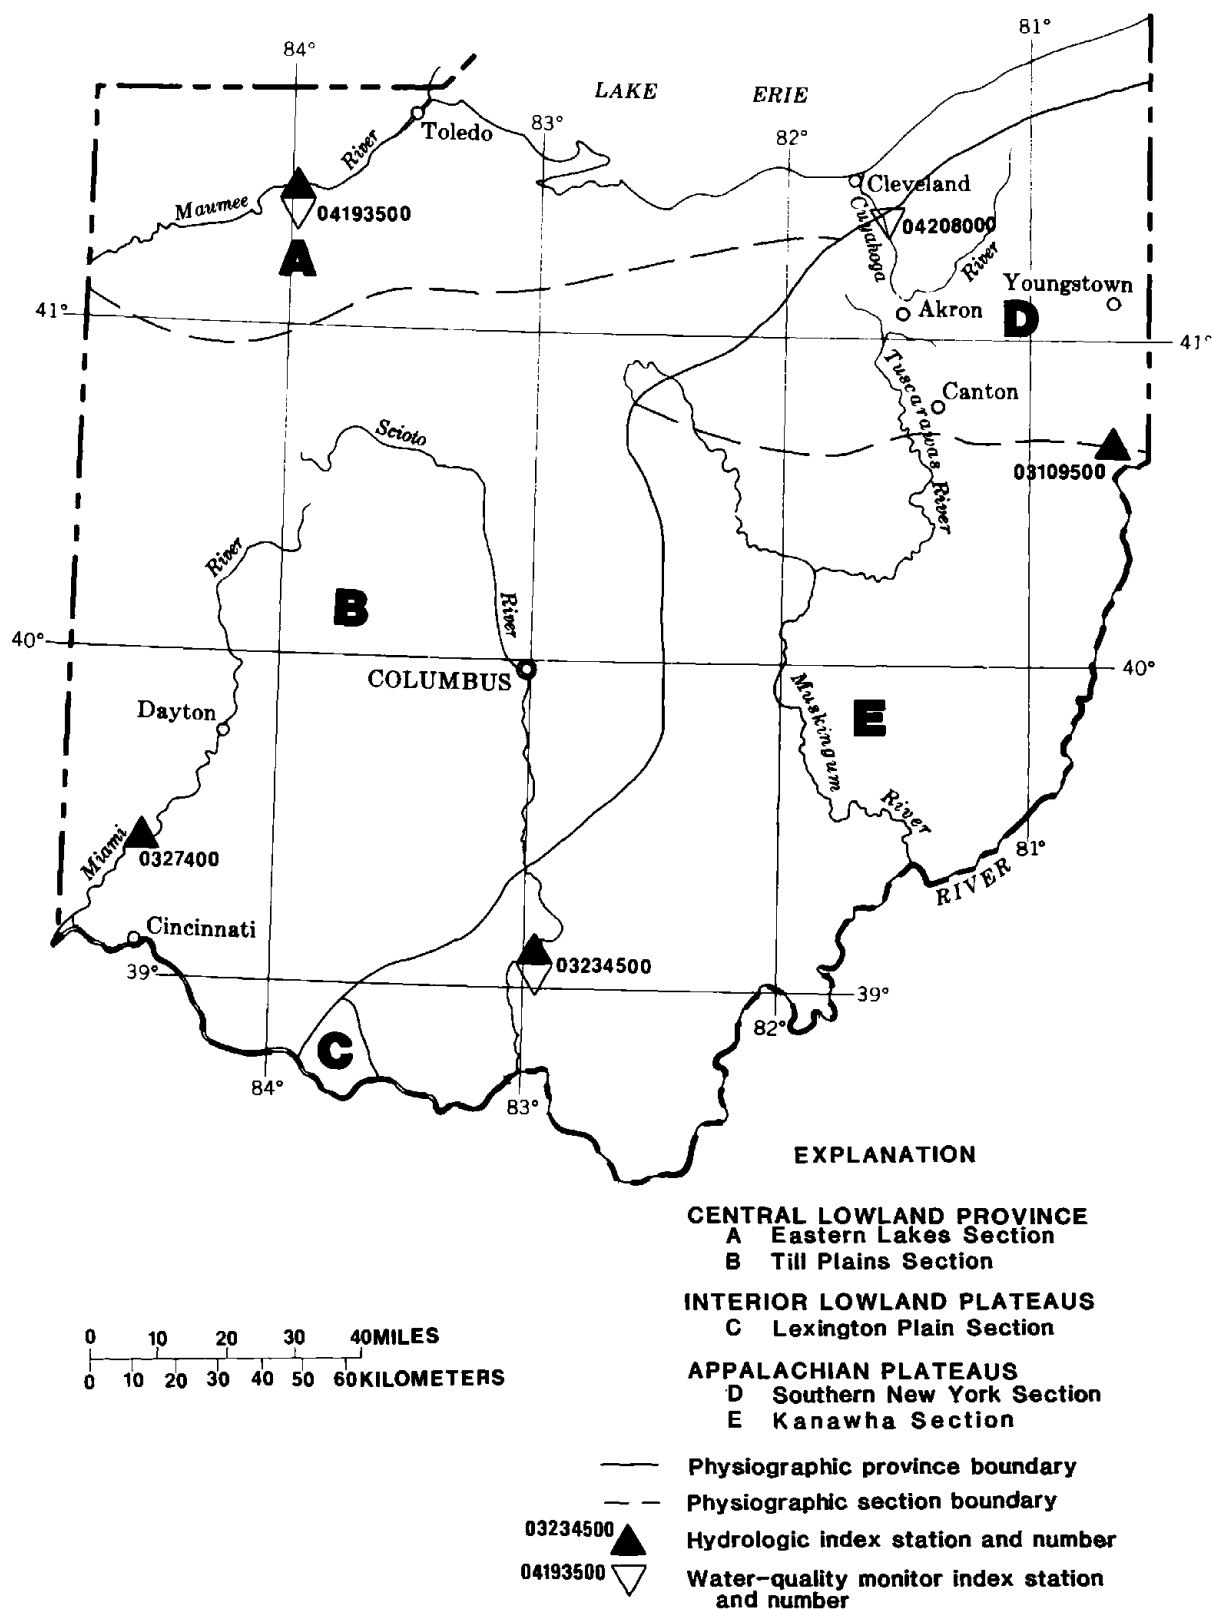 84°
81°
LAKE ERIE
83°
82°
Toledo
River
Maumee
04193500
A
Cleveland
Cuyahoga
04208000
River
Youngstown
Akron
D
41°
41°
Tuscarawas River
Canton
03109500
Scioto
River
River
B
40°
40°
COLUMBUS
Dayton
Muskingum
E
River
Miami
0327400
81°
RIVER
Cincinnati
39°
03234500
39°
82°
C
84°
83°
EXPLANATION
CENTRAL LOWLAND PROVINCE
A Eastern Lakes Section
B Till Plains Section
INTERIOR LOWLAND PLATEAUS
C Lexington Plain Section
0 10 20 30 40 MILES
0 10 20 30 40 50 60 KILOMETERS
APPALACHIAN PLATEAUS
D Southern New York Section
E Kanawha Section
Physiographic province boundary
Physiographic section boundary
03234500 Hydrologic index station and number
04193500 Water-quality monitor index station
and number